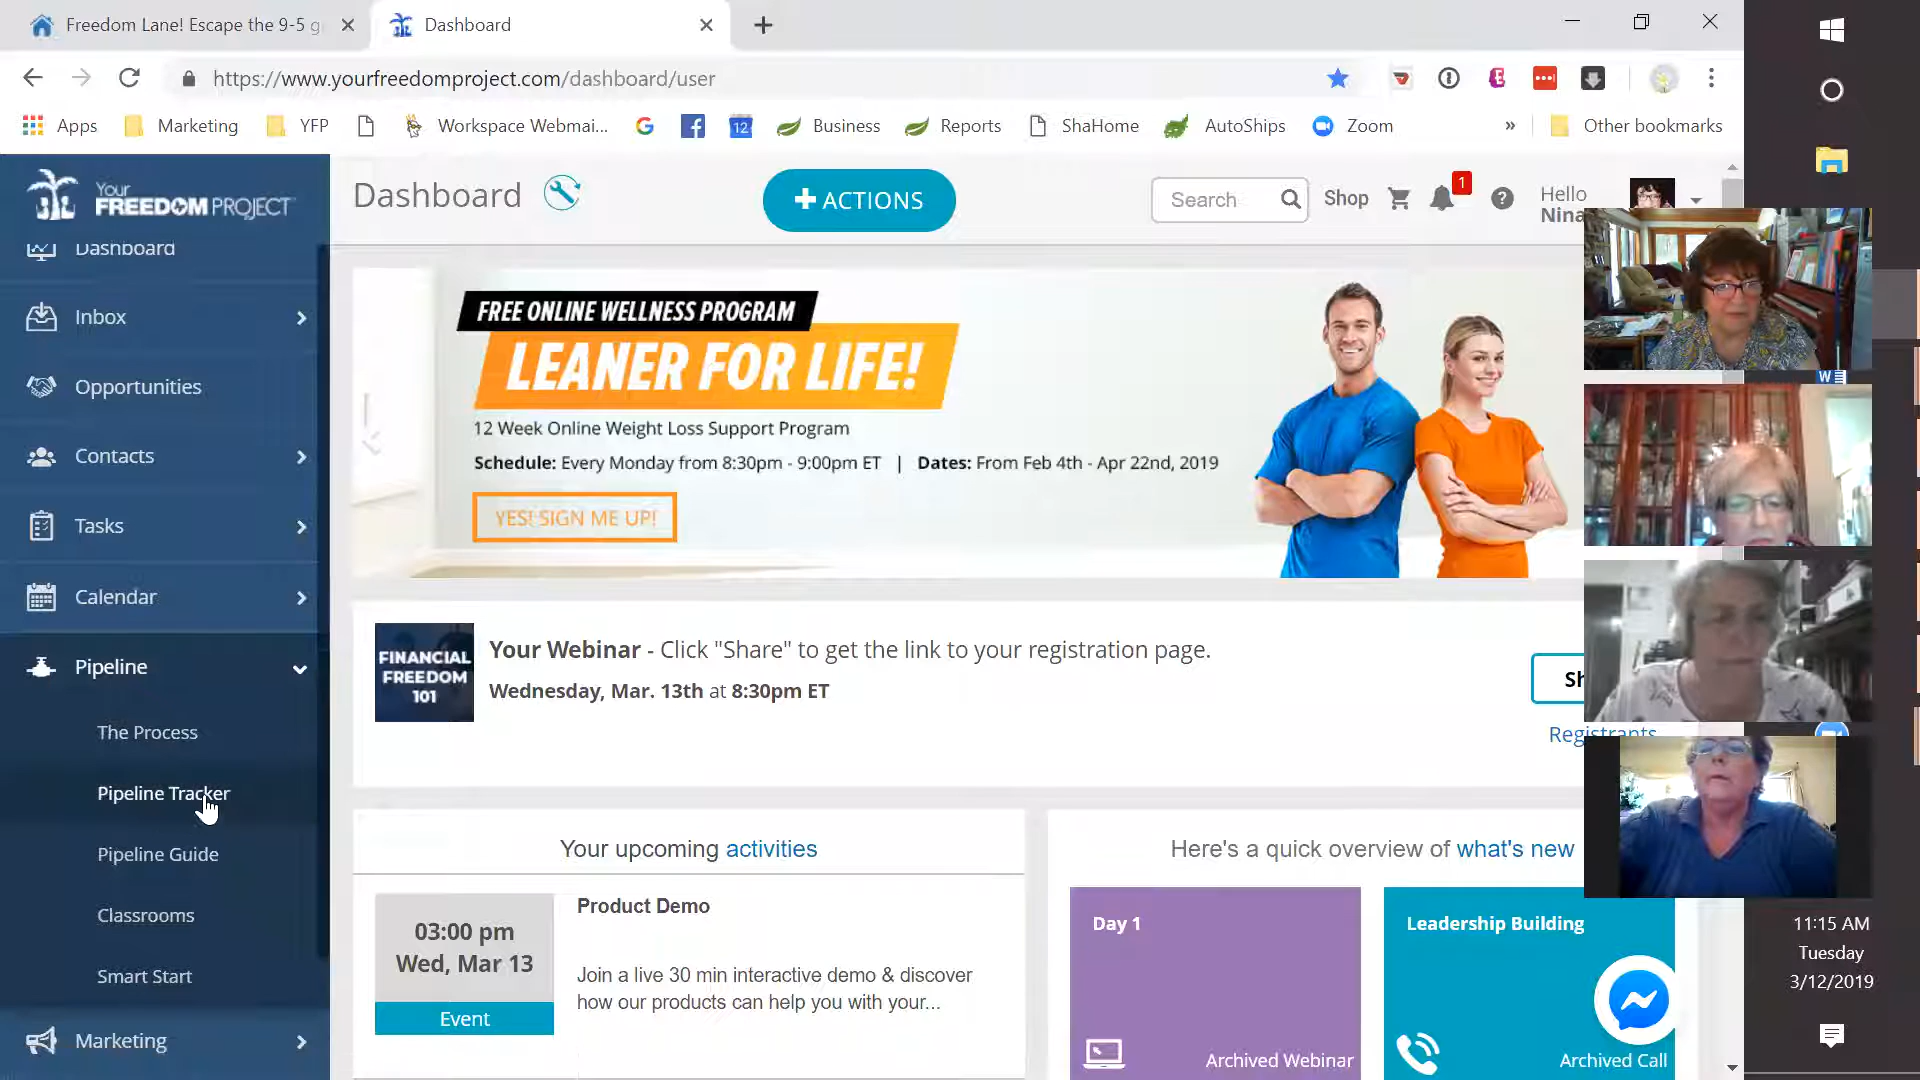 Freedom Lane! Escape the 9-5 g
Dashboard
https://www.yourfreedomproject.com/dashboard/user
Apps
Marketing
YFP
Workspace Webmai...
12
Business
Reports
ShaHome
AutoShips
Zoom
»
Other bookmarks
Your
FREEDOM PROJECT
Dashboard
ACTIONS
Search
Shop
1
Hello
Nina
Dashboard
Inbox
Opportunities
Contacts
Tasks
Calendar
Pipeline
The Process
Pipeline Tracker
Pipeline Guide
Classrooms
Smart Start
Marketing
FREE ONLINE WELLNESS PROGRAM
LEANER FOR LIFE!
12 Week Online Weight Loss Support Program
Schedule: Every Monday from 8:30pm - 9:00pm ET | Dates: From Feb 4th - Apr 22nd, 2019
YES! SIGN ME UP!
FINANCIAL
FREEDOM
101
Your Webinar - Click "Share" to get the link to your registration page.
Wednesday, Mar. 13th at 8:30pm ET
Sh
Registrants
Your upcoming activities
03:00 pm
Wed, Mar 13
Event
Product Demo
Join a live 30 min interactive demo & discover
how our products can help you with your...
Here's a quick overview of what's new
Day 1
Archived Webinar
Leadership Building
Archived Call
11:15 AM
Tuesday
3/12/2019